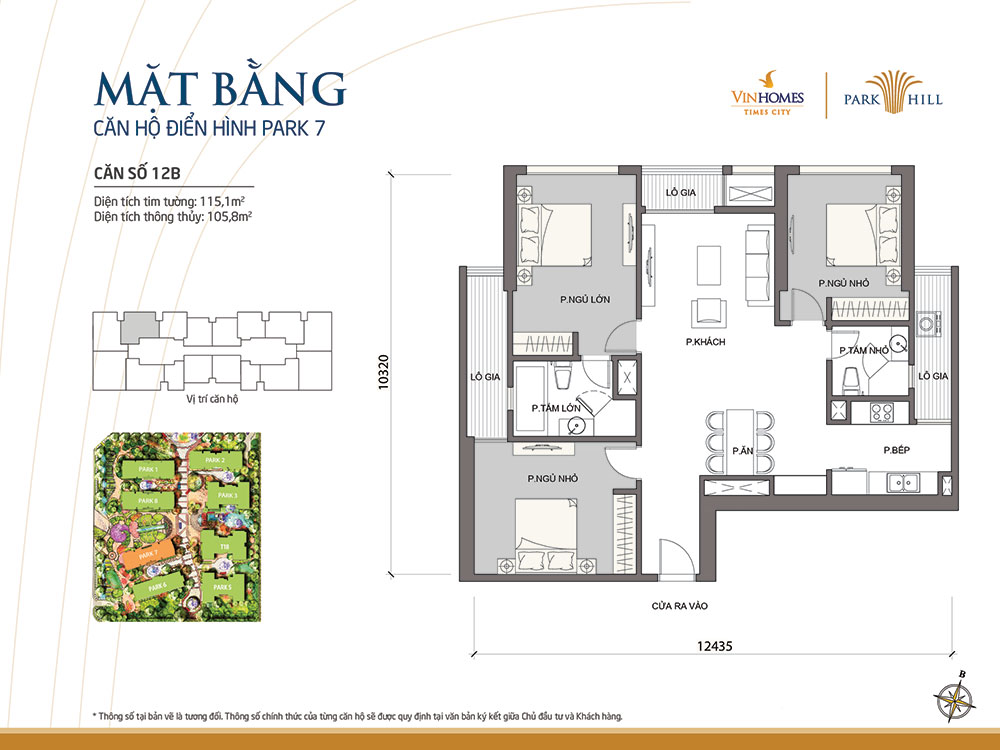 MẶT BẰNG
CĂN HỘ ĐIỂN HÌNH PARK 7
VINHOMES
TIMES CITY
PARK HILL
CĂN SỐ 12B
Diện tích tim tường: 115,1m²
Diện tích thông thủy: 105,8m²
Vị trí căn hộ
PARK 1
PARK 2
PARK 8
PARK 3
PARK 7
T18
PARK 6
PARK 5
10320
LÔ GIA
P.NGỦ LỚN
P.NGỦ NHỎ
P.KHÁCH
P.TẮM NHỎ
LÔ GIA
LÔ GIA
P.TẮM LỚN
P.ĂN
P.BẾP
P.NGỦ NHỎ
CỬA RA VÀO
12435
B
* Thông số tại bản vẽ là tương đối. Thông số chính thức của từng căn hộ sẽ được quy định tại văn bản ký kết giữa Chủ đầu tư và Khách hàng.